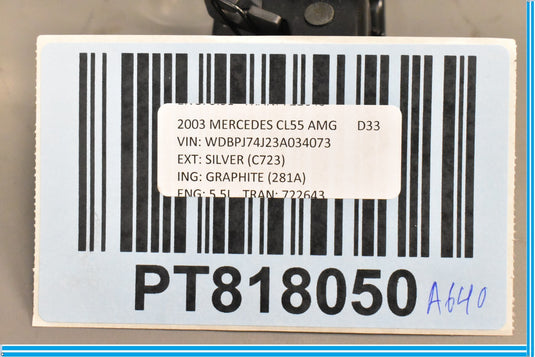 2003 MERCEDES CL55 AMG D33
VIN: WDBPJ74J23A034073
EXT: SILVER (C723)
ING: GRAPHITE (281A)
ENG: 5.5L TRAN: 722643
PT818050 A640